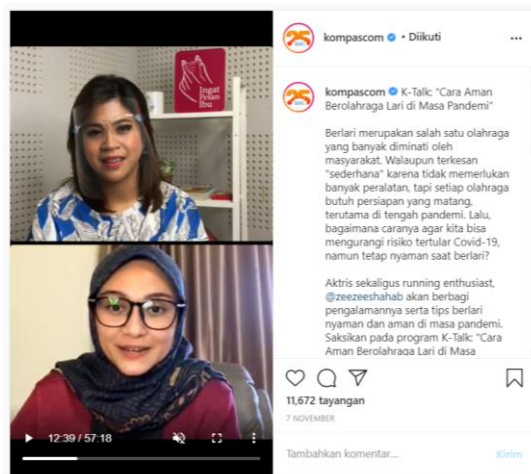 kompascom • Diikuti
kompascom K-Talk: "Cara Aman
Berolahraga Lari di Masa Pandemi"
Berlari merupakan salah satu olahraga
yang banyak diminati oleh
masyarakat. Walaupun terkesan
"sederhana" karena tidak memerlukan
banyak peralatan, tapi setiap olahraga
butuh persiapan yang matang,
terutama di tengah pandemi. Lalu,
bagaimana caranya agar kita bisa
mengurangi risiko tertular Covid-19,
namun tetap nyaman saat berlari?
Aktris sekaligus running enthusiast,
@zeezeeshahab akan berbagi
pengalamannya serta tips berlari
nyaman dan aman di masa pandemi.
Saksikan pada program K-Talk: "Cara
Aman Berolahraga Lari di Masa
11,672 tayangan
7 NOVEMBER
Tambahkan komentar...
Kirim
Ingat
Pesan
Ibu
12:39 / 57:18
25
25